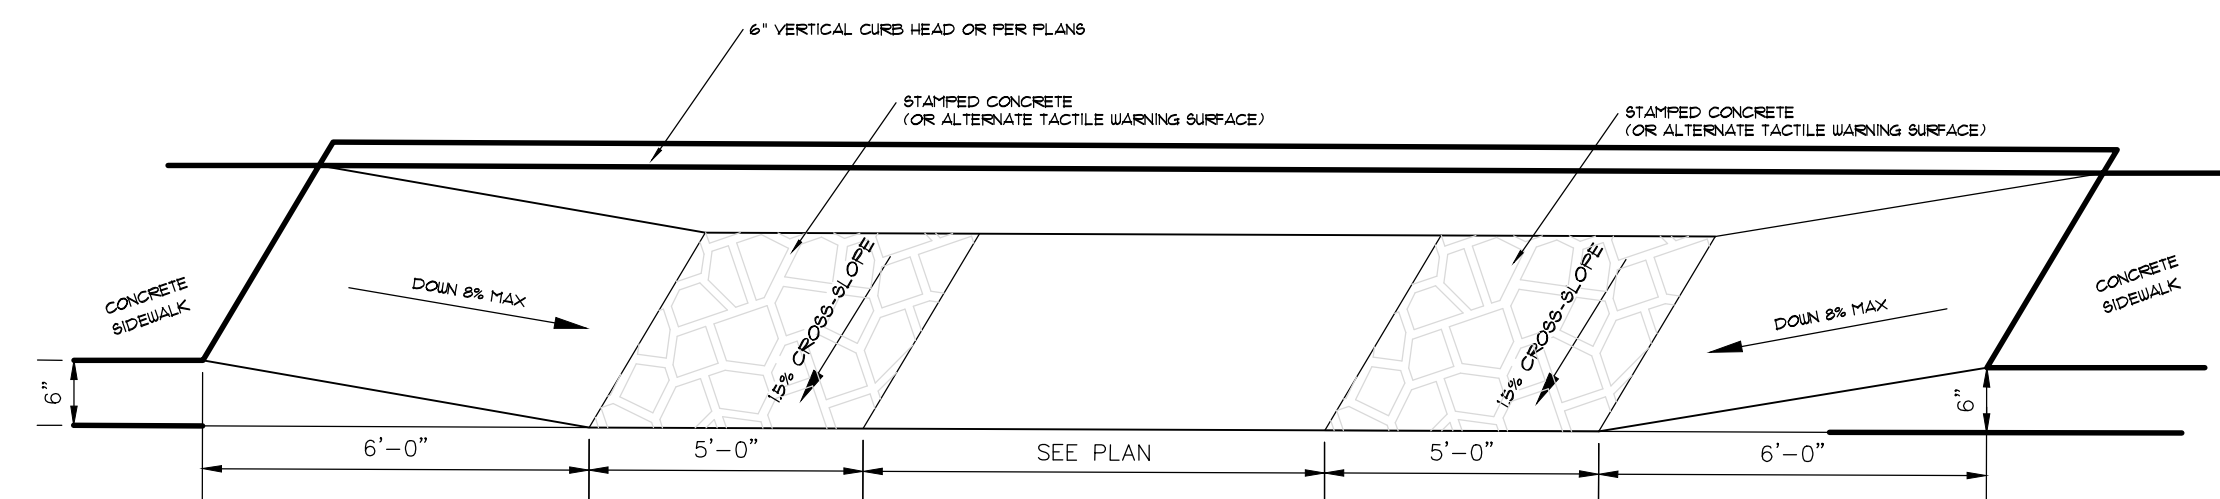 6" VERTICAL CURB HEAD OR PER PLANS
STAMPED CONCRETE
(OR ALTERNATE TACTILE WARNING SURFACE)
STAMPED CONCRETE
(OR ALTERNATE TACTILE WARNING SURFACE)
CONCRETE
SIDEWALK
DOWN 8% MAX
1.5% CROSS-SLOPE
1.5% CROSS-SLOPE
DOWN 8% MAX
CONCRETE
SIDEWALK
6"
6"
6'-0"
5'-0"
SEE PLAN
5'-0"
6'-0"